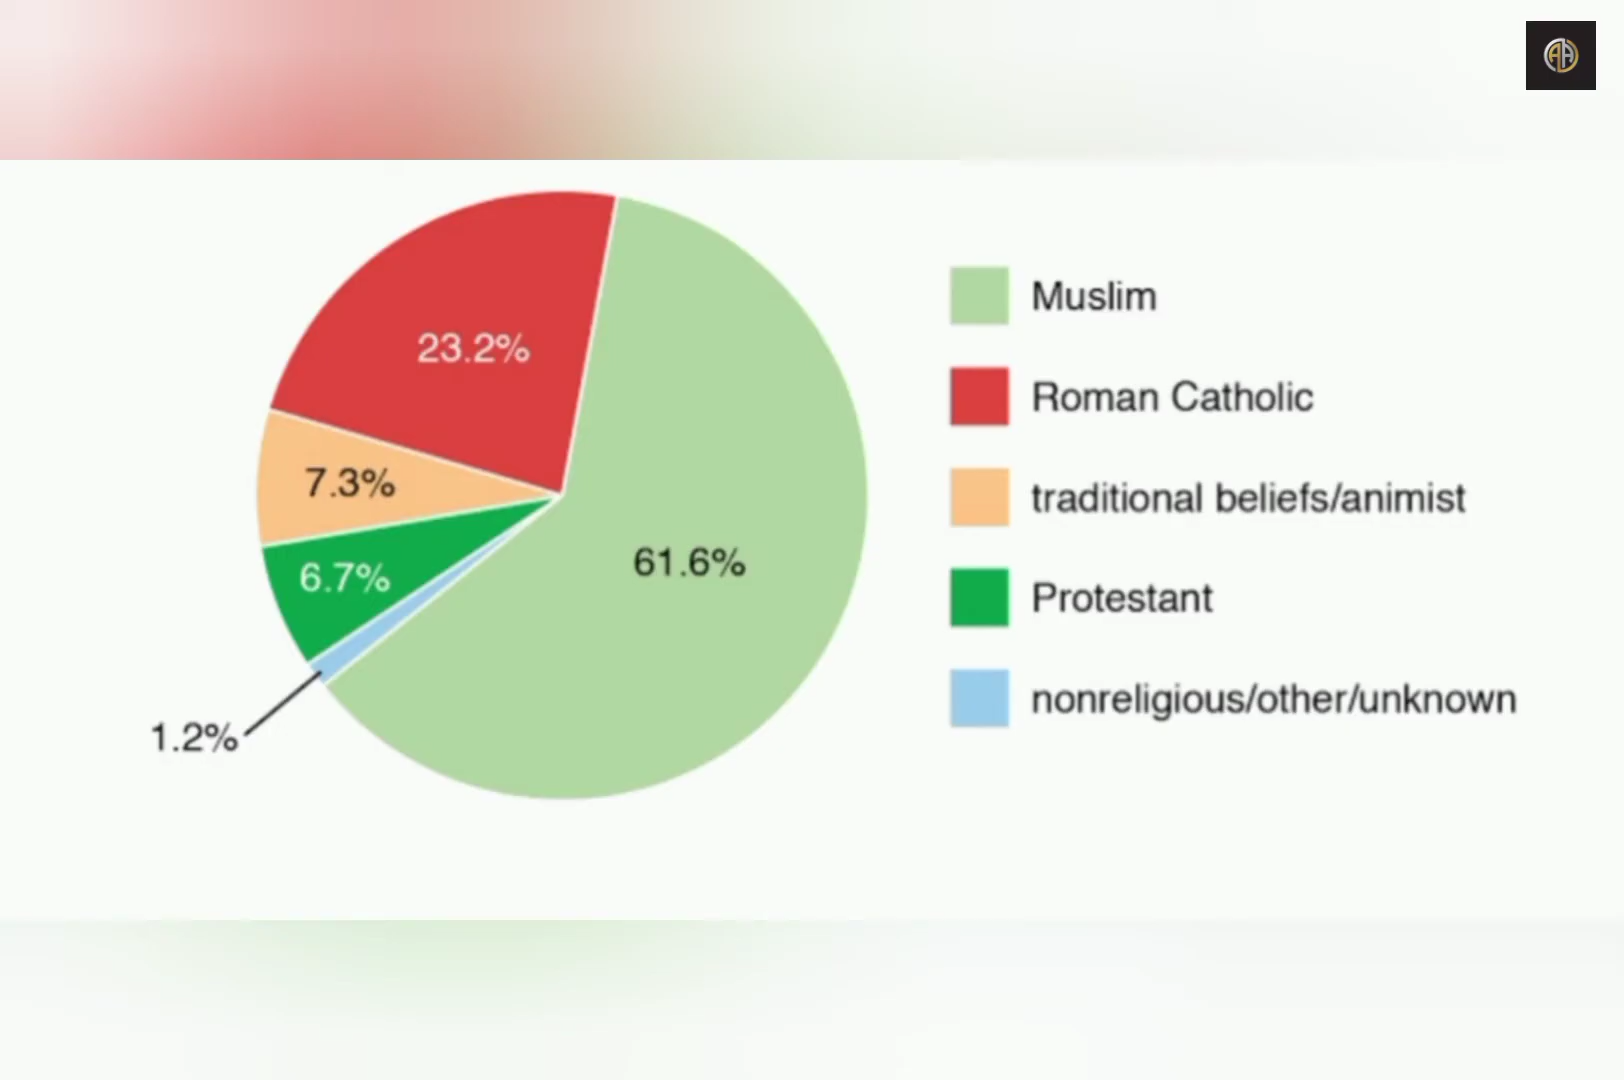 23.2%
7.3%
6.7%
1.2%
61.6%
Muslim
Roman Catholic
traditional beliefs/animist
Protestant
nonreligious/other/unknown